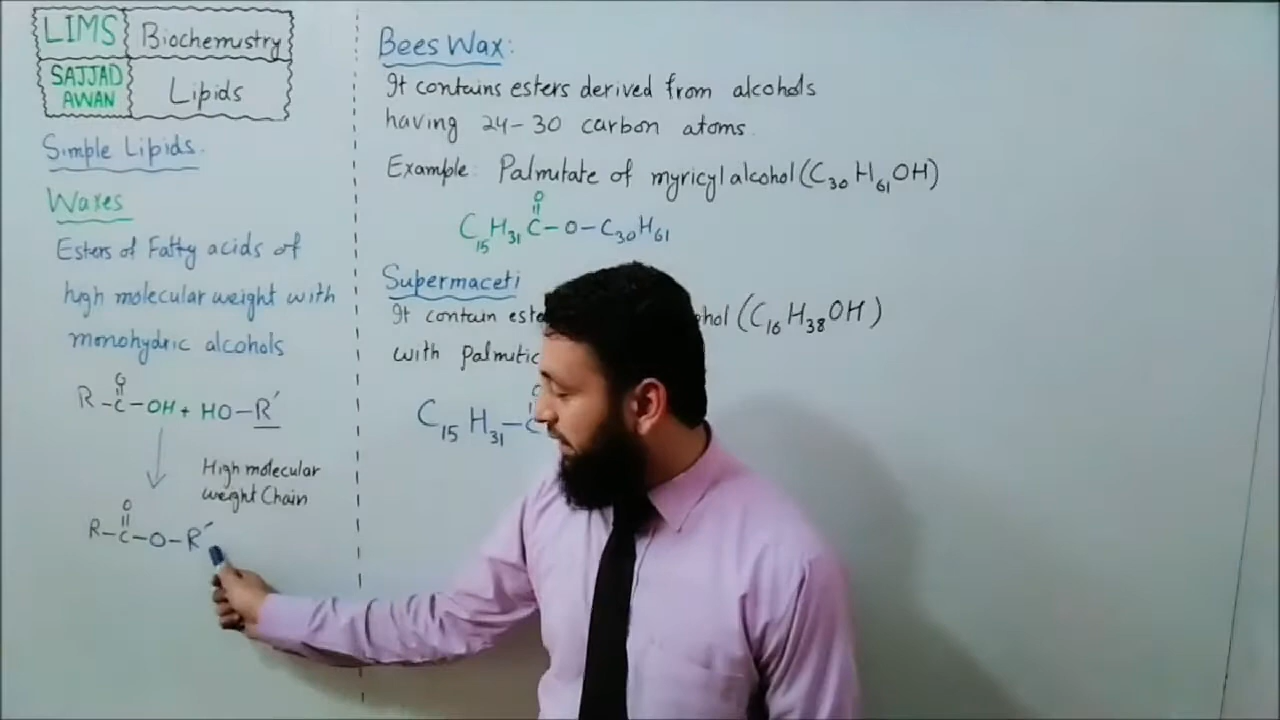 LIMS Biochemistry
SAJJAD AWAN Lipids
Simple Lipids.
Waxes
Esters of Fatty acids of
high molecular weight with
monohydric alcohols
R-C-OH + HO-R'
O
High molecular
weight Chain
O
R-C-O-R'
Bees Wax:
It contains esters derived from alcohols
having 24-30 carbon atoms.
Example: Palmitate of myricyl alcohol (C30H61OH)
O
C15H31C-O-C30H61
Supermaceti
It contain este hol (C16H38OH)
with palmitic
C15H31-C